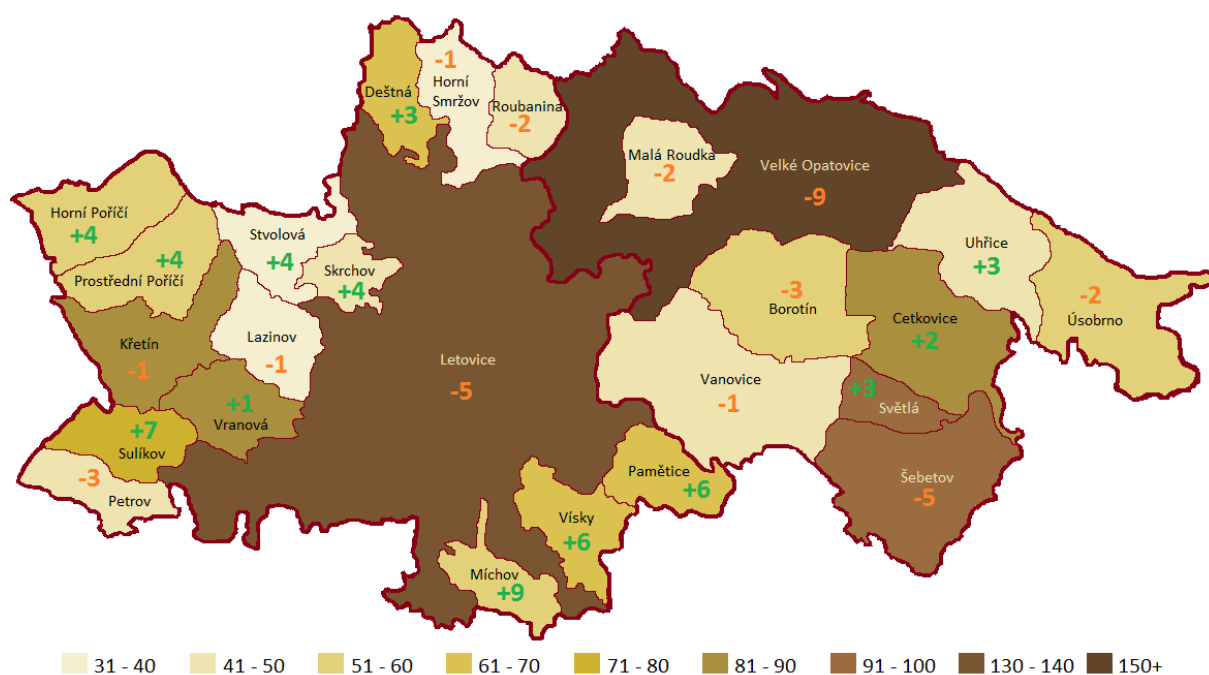 -1
Horní
Smržov
Deštná
+3
Roubanina
-2
Malá Roudka
-2
Velké Opatovice
-9
Horní Poříčí
+4
Prostřední Poříčí
+4
Stvolová
+4
Skrchov
+4
Uhřice
+3
Úsobrno
-2
Borotín
-3
Cetkovice
+2
Křetín
-1
Lazinov
-1
Letovice
-5
Vanovice
-1
+3
Světlá
+1
Vranová
+7
Sulíkov
-3
Petrov
Pamětice
+6
Šebetov
-5
Vísky
+6
Míchov
+9
31 - 40 41 - 50 51 - 60 61 - 70 71 - 80 81 - 90 91 - 100 130 - 140 150+